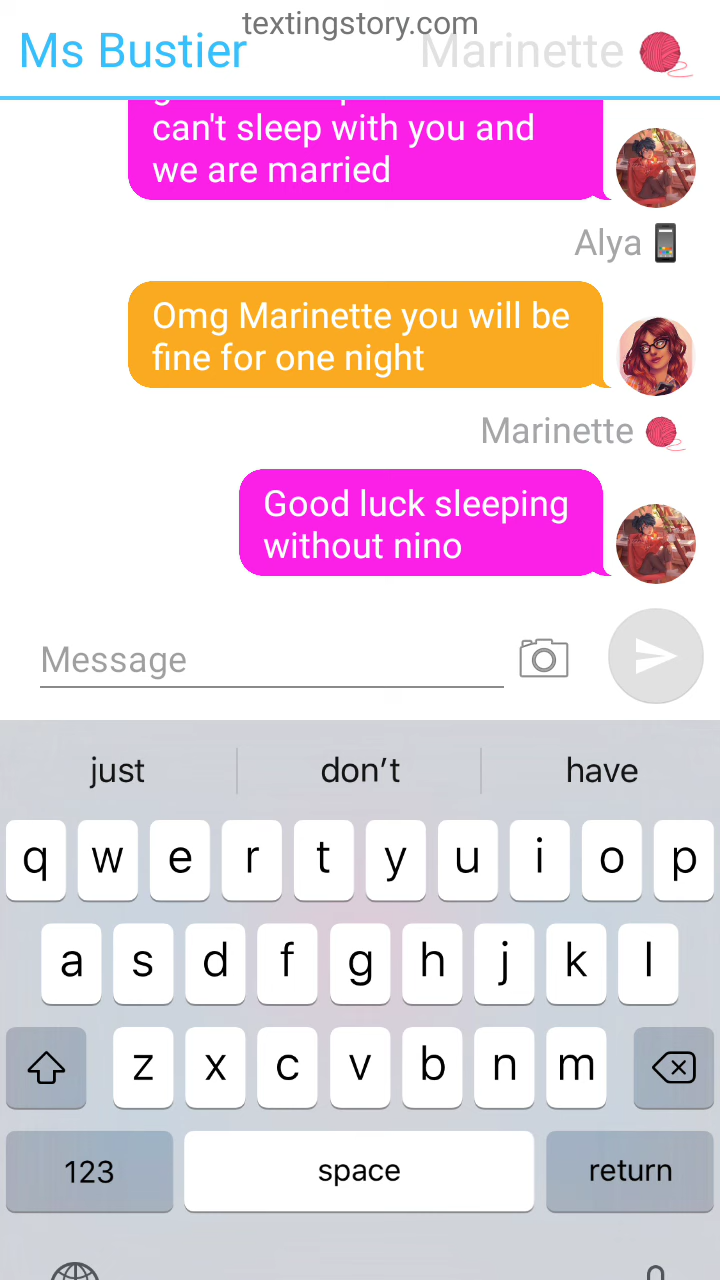 textingstory.com
Ms Bustier Marinette
can't sleep with you and
we are married
Alya
Omg Marinette you will be
fine for one night
Marinette
Good luck sleeping
without nino
Message
just don't have
q w e r t y u i o p
a s d f g h j k l
z x c v b n m
123 space return